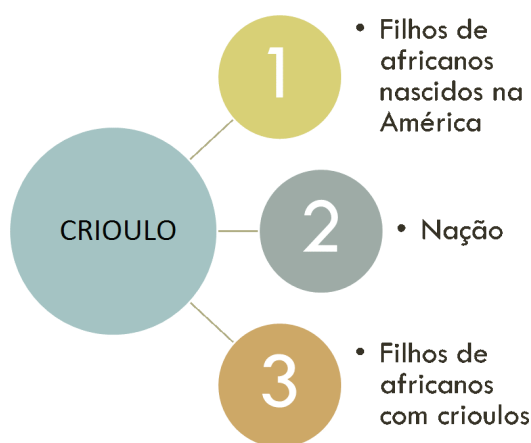 1
• Filhos de
africanos
nascidos na
América
CRIOULO
2
• Nação
3
• Filhos de
africanos
com crioulos